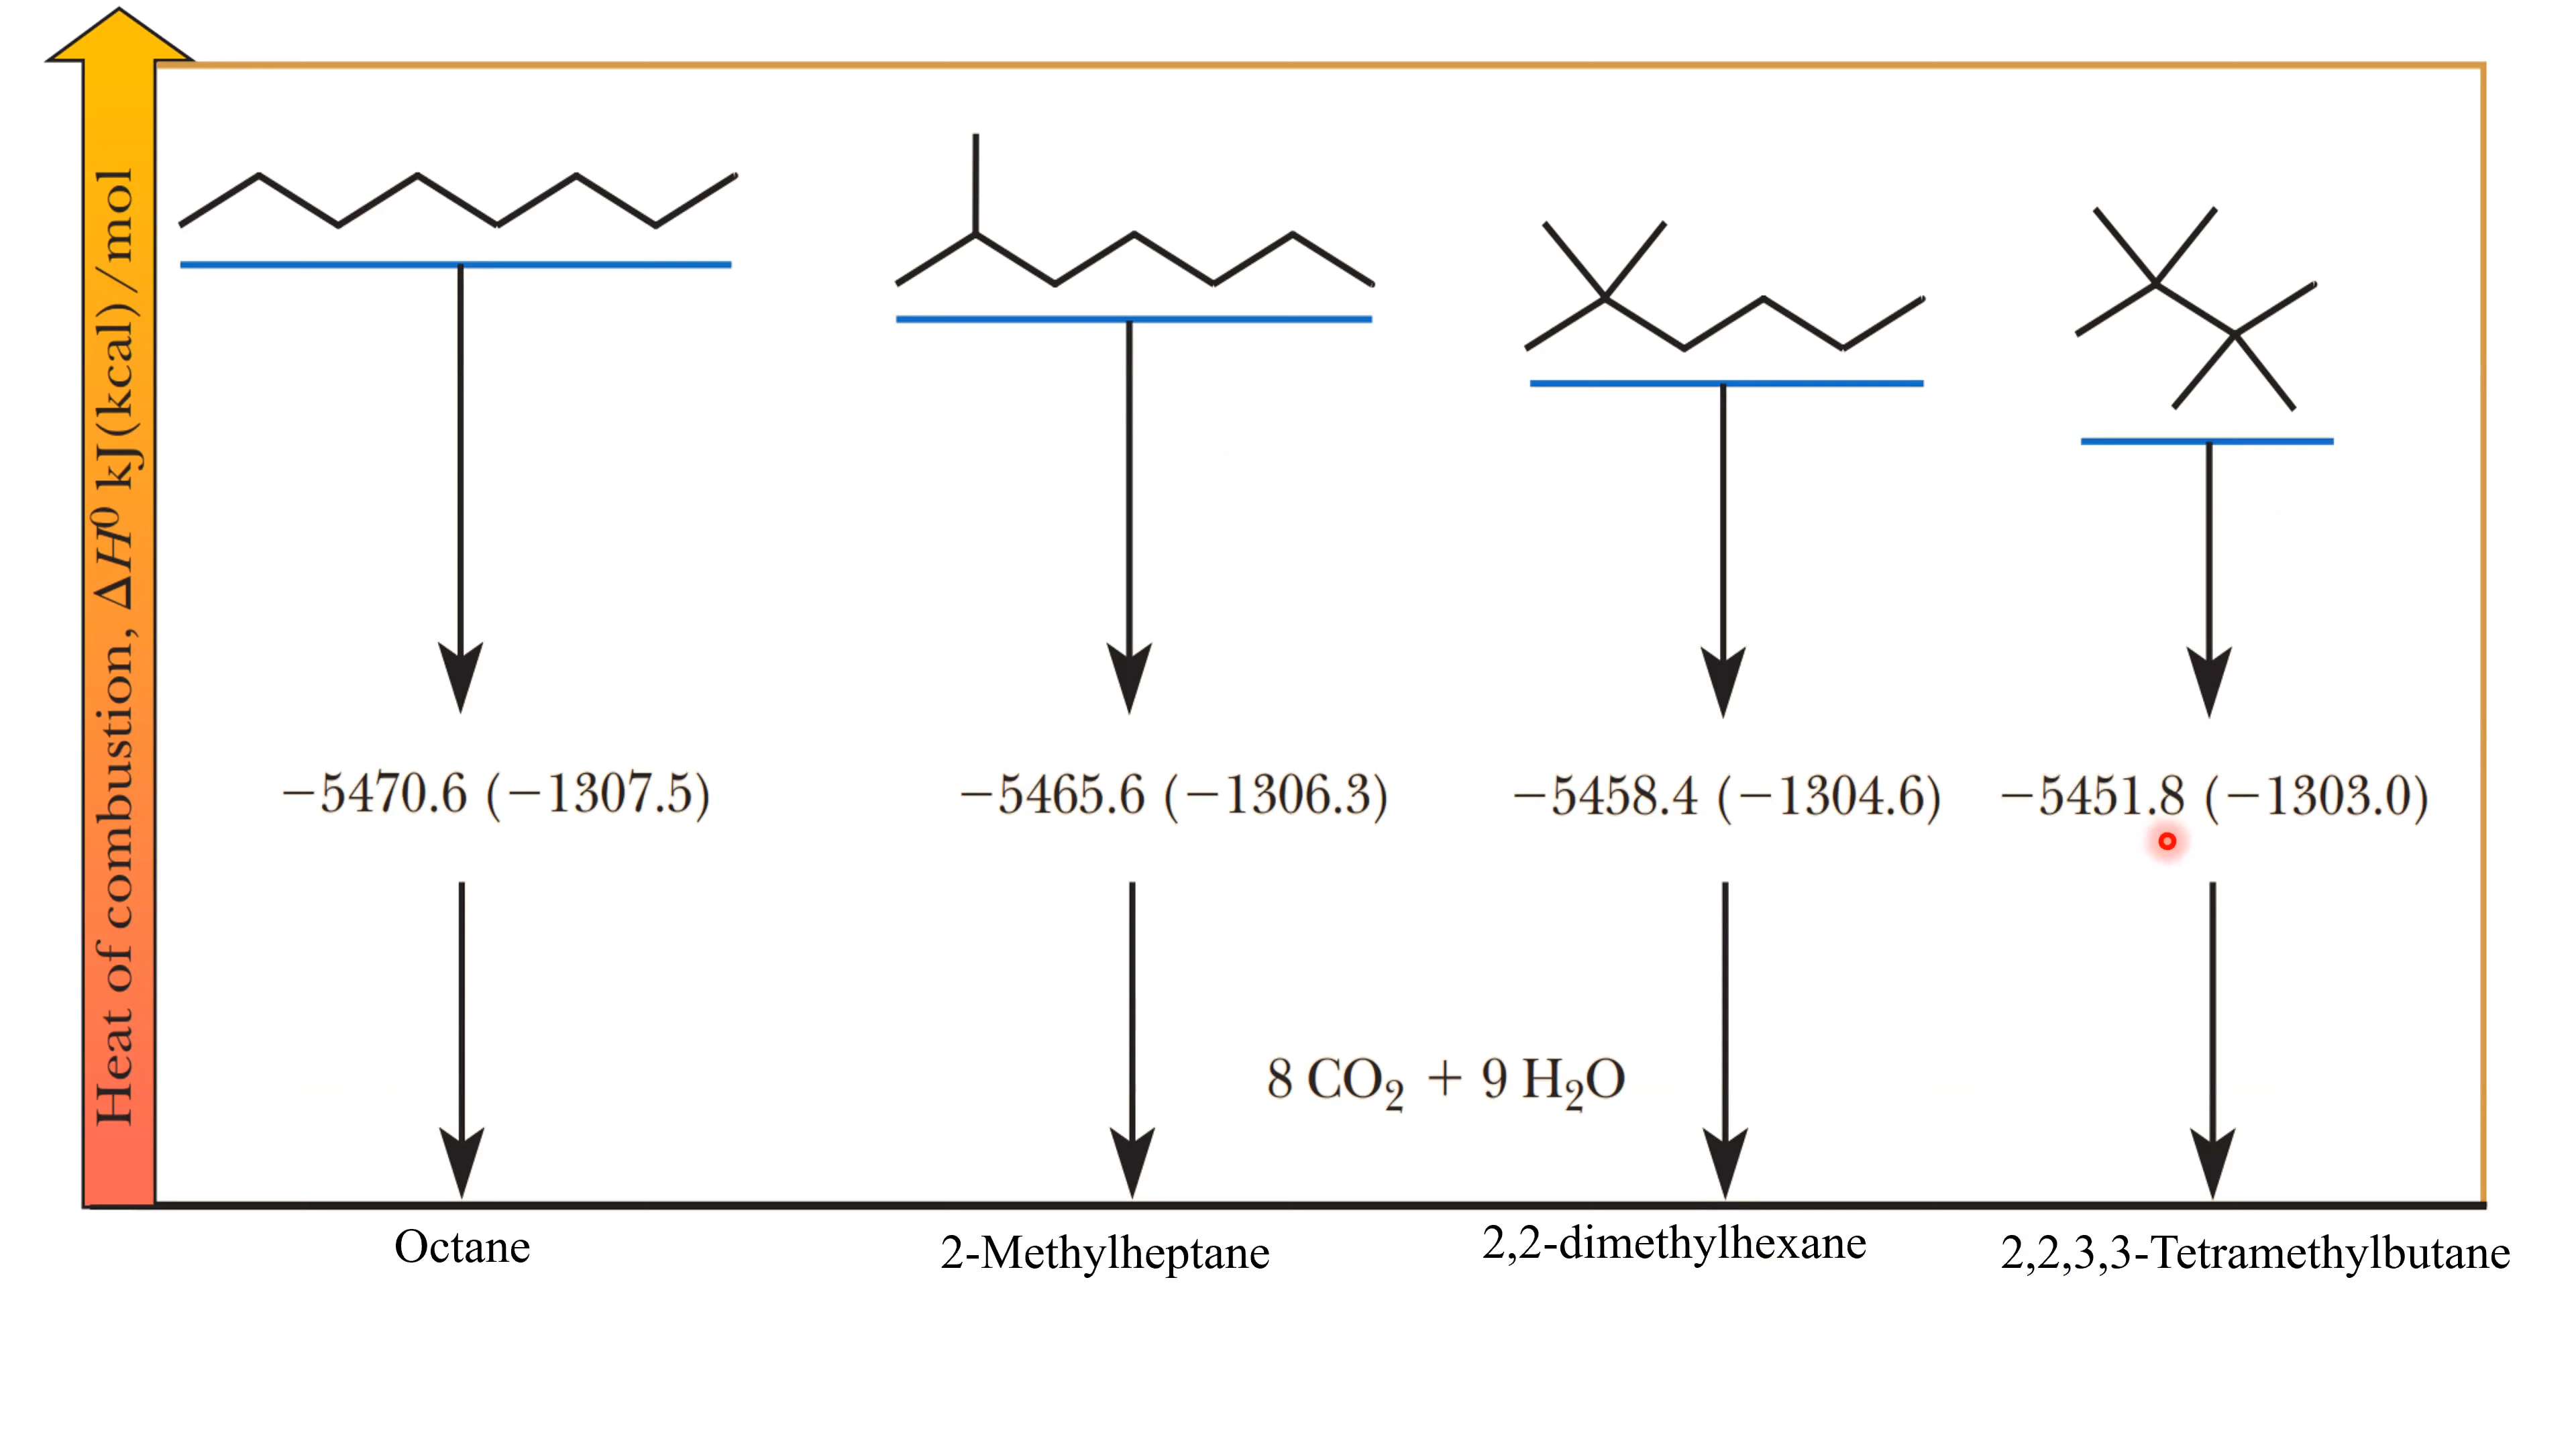 Heat of combustion, ΔH⁰ kJ(kcal)/mol
−5470.6 (−1307.5)
−5465.6 (−1306.3)
−5458.4 (−1304.6)
−5451.8 (−1303.0)
8 CO₂ + 9 H₂O
Octane
2-Methylheptane
2,2-dimethylhexane
2,2,3,3-Tetramethylbutane